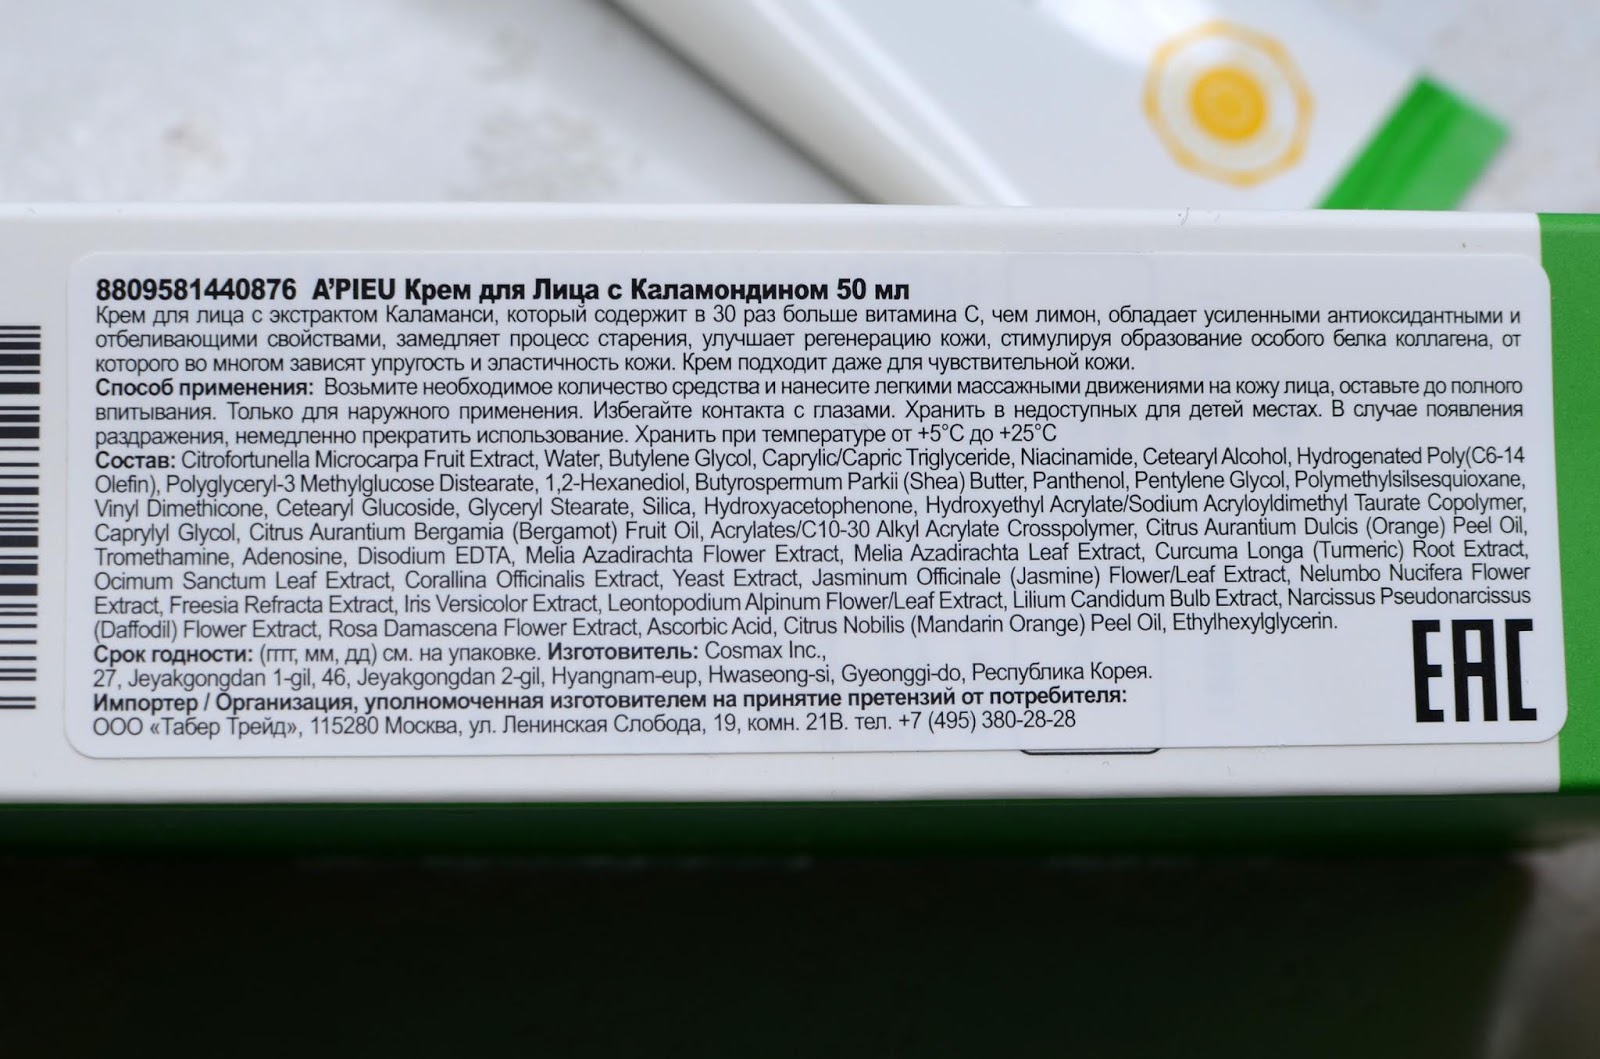 8809581440876 A’PIEU Крем для Лица с Каламондином 50 мл
Крем для лица с экстрактом Каламанси, который содержит в 30 раз больше витамина С, чем лимон, обладает усиленными антиоксидантными и
отбеливающими свойствами, замедляет процесс старения, улучшает регенерацию кожи, стимулируя образование особого белка коллагена, от
которого во многом зависят упругость и эластичность кожи. Крем подходит даже для чувствительной кожи.
Способ применения: Возьмите необходимое количество средства и нанесите легкими массажными движениями на кожу лица, оставьте до полного
впитывания. Только для наружного применения. Избегайте контакта с глазами. Хранить в недоступных для детей местах. В случае появления
раздражения, немедленно прекратить использование. Хранить при температуре от +5°C до +25°C
Состав: Citrofortunella Microcarpa Fruit Extract, Water, Butylene Glycol, Caprylic/Capric Triglyceride, Niacinamide, Cetearyl Alcohol, Hydrogenated Poly(C6-14
Olefin), Polyglyceryl-3 Methylglucose Distearate, 1,2-Hexanediol, Butyrospermum Parkii (Shea) Butter, Panthenol, Pentylene Glycol, Polymethylsilsesquioxane,
Vinyl Dimethicone, Cetearyl Glucoside, Glyceryl Stearate, Silica, Hydroxyacetophenone, Hydroxyethyl Acrylate/Sodium Acryloyldimethyl Taurate Copolymer,
Caprylyl Glycol, Citrus Aurantium Bergamia (Bergamot) Fruit Oil, Acrylates/C10-30 Alkyl Acrylate Crosspolymer, Citrus Aurantium Dulcis (Orange) Peel Oil,
Tromethamine, Adenosine, Disodium EDTA, Melia Azadirachta Flower Extract, Melia Azadirachta Leaf Extract, Curcuma Longa (Turmeric) Root Extract,
Ocimum Sanctum Leaf Extract, Corallina Officinalis Extract, Yeast Extract, Jasminum Officinale (Jasmine) Flower/Leaf Extract, Nelumbo Nucifera Flower
Extract, Freesia Refracta Extract, Iris Versicolor Extract, Leontopodium Alpinum Flower/Leaf Extract, Lilium Candidum Bulb Extract, Narcissus Pseudonarcissus
(Daffodil) Flower Extract, Rosa Damascena Flower Extract, Ascorbic Acid, Citrus Nobilis (Mandarin Orange) Peel Oil, Ethylhexylglycerin.
Срок годности: (гггг, мм, дд) см. на упаковке. Изготовитель: Cosmax Inc.,
27, Jeyakgongdan 1-gil, 46, Jeyakgongdan 2-gil, Hyangnam-eup, Hwaseong-si, Gyeonggi-do, Республика Корея.
Импортер / Организация, уполномоченная изготовителем на принятие претензий от потребителя:
ООО «Табер Трейд», 115280 Москва, ул. Ленинская Слобода, 19, комн. 21В. тел. +7 (495) 380-28-28
EAC